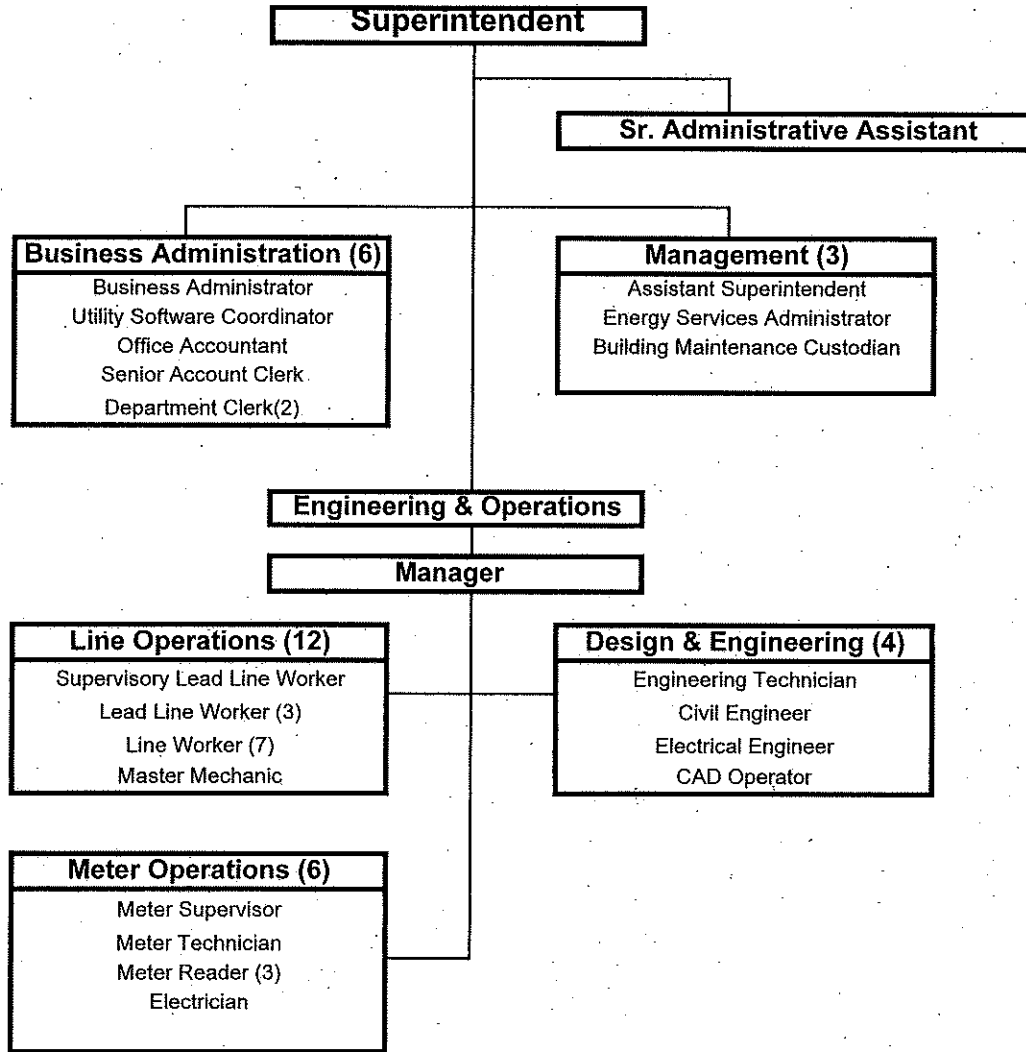 Superintendent
Sr. Administrative Assistant
Business Administration (6)
Business Administrator
Utility Software Coordinator
Office Accountant
Senior Account Clerk
Department Clerk(2)
Management (3)
Assistant Superintendent
Energy Services Administrator
Building Maintenance Custodian
Engineering & Operations
Manager
Line Operations (12)
Supervisory Lead Line Worker
Lead Line Worker (3)
Line Worker (7)
Master Mechanic
Design & Engineering (4)
Engineering Technician
Civil Engineer
Electrical Engineer
CAD Operator
Meter Operations (6)
Meter Supervisor
Meter Technician
Meter Reader (3)
Electrician